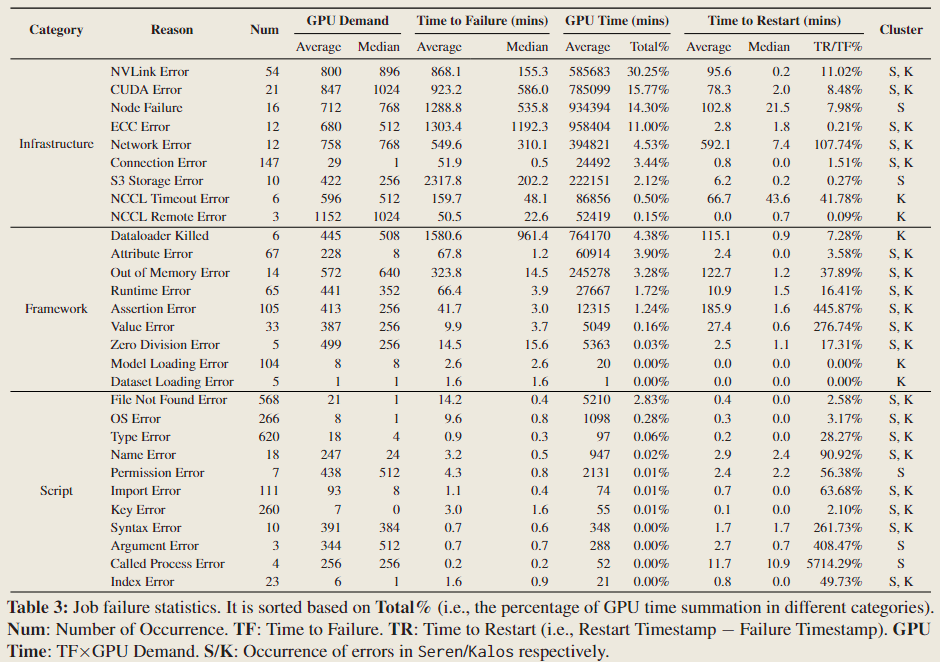 Category Reason Num GPU Demand Time to Failure (mins) GPU Time (mins) Time to Restart (mins) Cluster
Average Median Average Median Average Total% Average Median TR/TF%
Infrastructure
NVLink Error 54 800 896 868.1 155.3 585683 30.25% 95.6 0.2 11.02% S, K
CUDA Error 21 847 1024 923.2 586.0 785099 15.77% 78.3 2.0 8.48% S, K
Node Failure 16 712 768 1288.8 535.8 934394 14.30% 102.8 21.5 7.98% S
ECC Error 12 680 512 1303.4 1192.3 958404 11.00% 2.8 1.8 0.21% S, K
Network Error 12 758 768 549.6 310.1 394821 4.53% 592.1 7.4 107.74% S, K
Connection Error 147 29 1 51.9 0.5 24492 3.44% 0.8 0.0 1.51% S, K
S3 Storage Error 10 422 256 2317.8 202.2 222151 2.12% 6.2 0.2 0.27% S
NCCL Timeout Error 6 596 512 159.7 48.1 86856 0.50% 66.7 43.6 41.78% K
NCCL Remote Error 3 1152 1024 50.5 22.6 52419 0.15% 0.0 0.7 0.09% K
Framework
Dataloader Killed 6 445 508 1580.6 961.4 764170 4.38% 115.1 0.9 7.28% K
Attribute Error 67 228 8 67.8 1.2 60914 3.90% 2.4 0.0 3.58% S, K
Out of Memory Error 14 572 640 323.8 14.5 245278 3.28% 122.7 1.2 37.89% S, K
Runtime Error 65 441 352 66.4 3.9 27667 1.72% 10.9 1.5 16.41% S, K
Assertion Error 105 413 256 41.7 3.0 12315 1.24% 185.9 1.6 445.87% S, K
Value Error 33 387 256 9.9 3.7 5049 0.16% 27.4 0.6 276.74% S, K
Zero Division Error 5 499 256 14.5 15.6 5363 0.03% 2.5 1.1 17.31% S, K
Model Loading Error 104 8 8 2.6 2.6 20 0.00% 0.0 0.0 0.00% K
Dataset Loading Error 5 1 1 1.6 1.6 1 0.00% 0.0 0.0 0.00% K
Script
File Not Found Error 568 21 1 14.2 0.4 5210 2.83% 0.4 0.0 2.58% S, K
OS Error 266 8 1 9.6 0.8 1098 0.28% 0.3 0.0 3.17% S, K
Type Error 620 18 4 0.9 0.3 97 0.06% 0.2 0.0 28.27% S, K
Name Error 18 247 24 3.2 0.5 947 0.02% 2.9 2.4 90.92% S, K
Permission Error 7 438 512 4.3 0.8 2131 0.01% 2.4 2.2 56.38% S
Import Error 111 93 8 1.1 0.4 74 0.01% 0.7 0.0 63.68% S, K
Key Error 260 7 0 3.0 1.6 55 0.01% 0.1 0.0 2.10% S, K
Syntax Error 10 391 384 0.7 0.6 348 0.00% 1.7 1.7 261.73% S, K
Argument Error 3 344 512 0.7 0.7 288 0.00% 2.7 0.7 408.47% S
Called Process Error 4 256 256 0.2 0.2 52 0.00% 11.7 10.9 5714.29% S
Index Error 23 6 1 1.6 0.9 21 0.00% 0.8 0.0 49.73% S, K
Table 3: Job failure statistics. It is sorted based on Total% (i.e., the percentage of GPU time summation in different categories).
Num: Number of Occurrence. TF: Time to Failure. TR: Time to Restart (i.e., Restart Timestamp − Failure Timestamp). GPU
Time: TF×GPU Demand. S/K: Occurrence of errors in Seren/Kalos respectively.